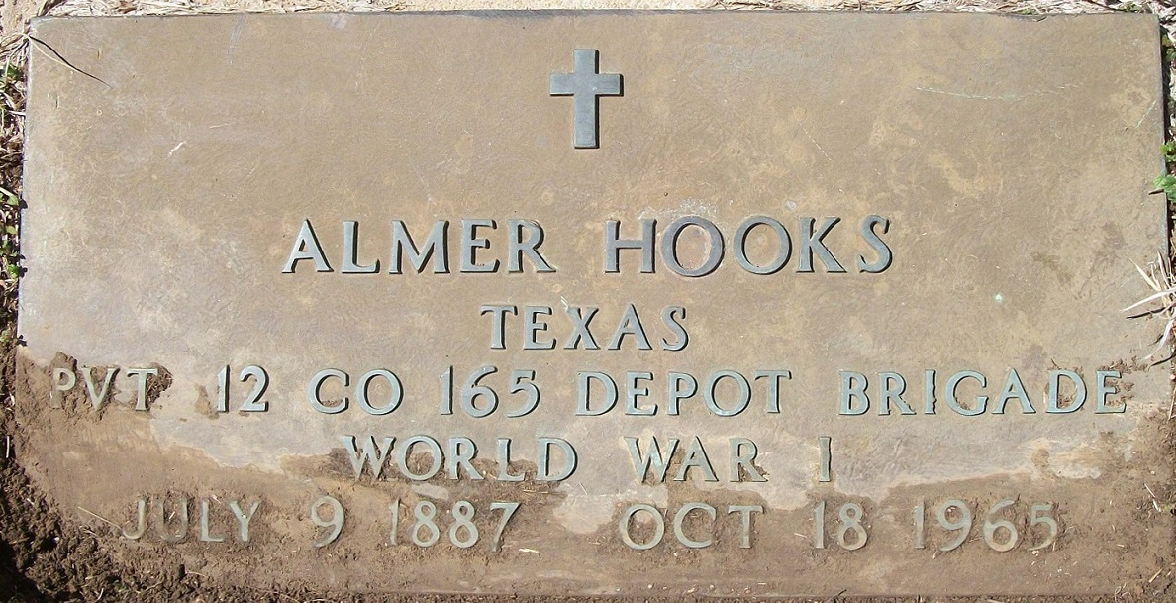 ALMER HOOKS
TEXAS
PVT 12 CO 165 DEPOT BRIGADE
WORLD WAR I
JULY 9 1887 OCT 18 1965